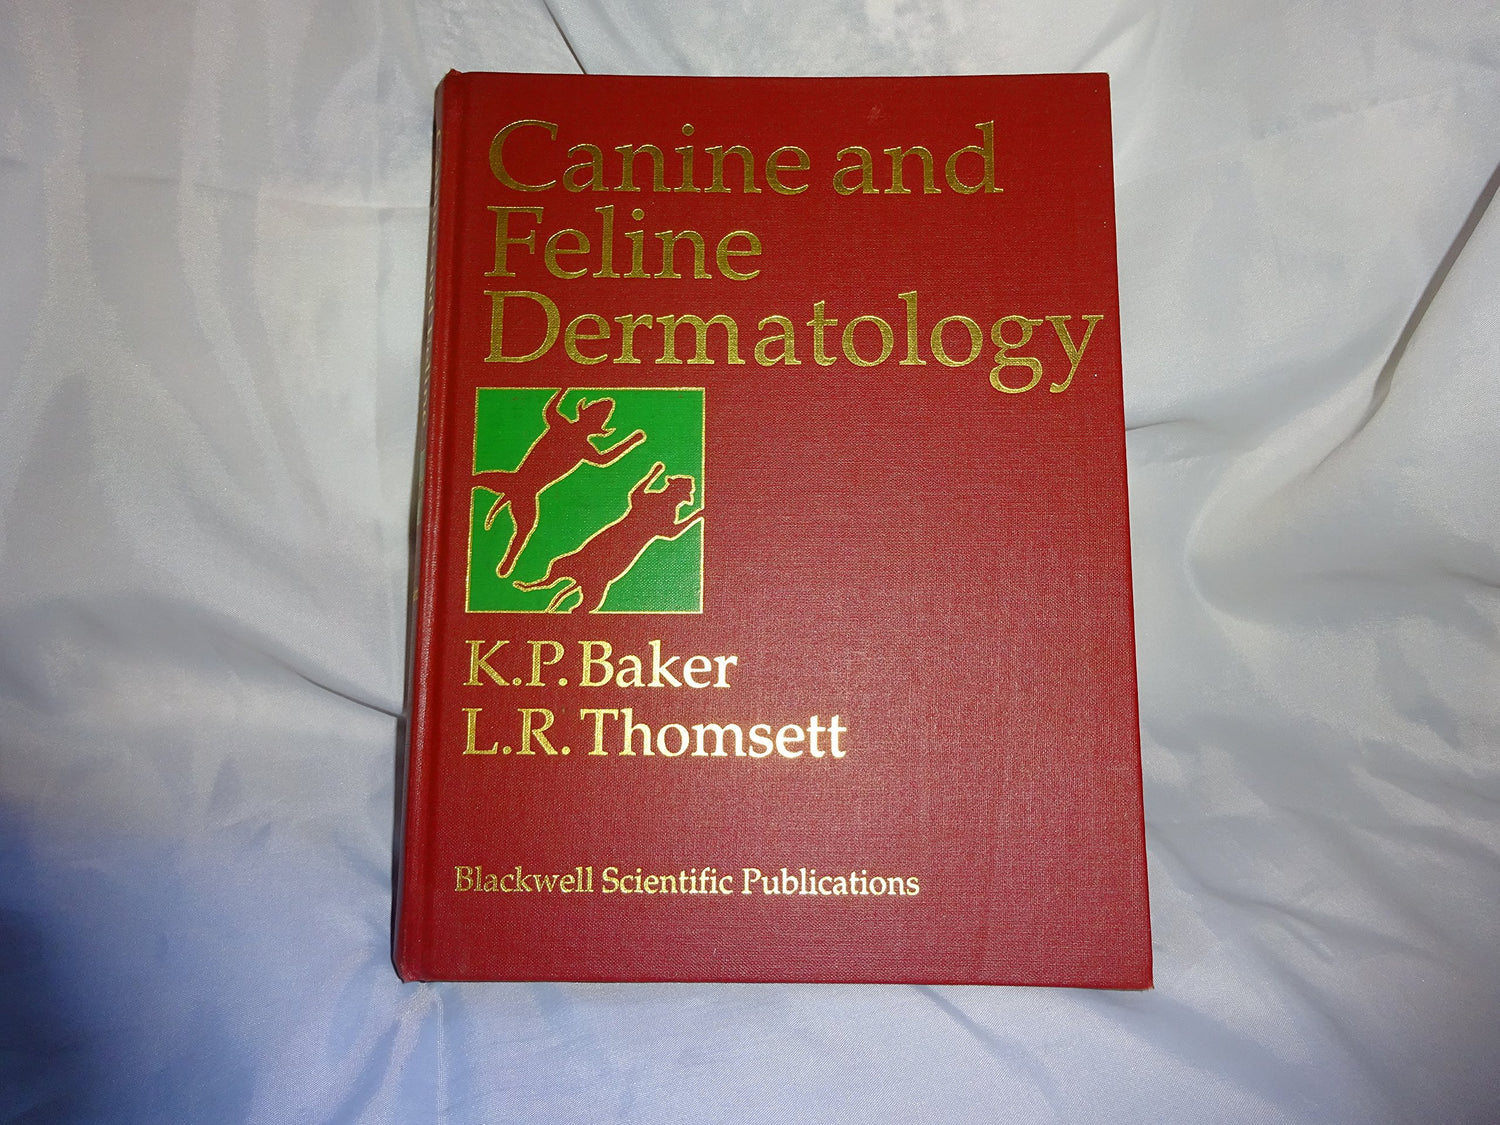 Canine and
Feline
Dermatology
K.P. Baker
L.R. Thomsett
Blackwell Scientific Publications